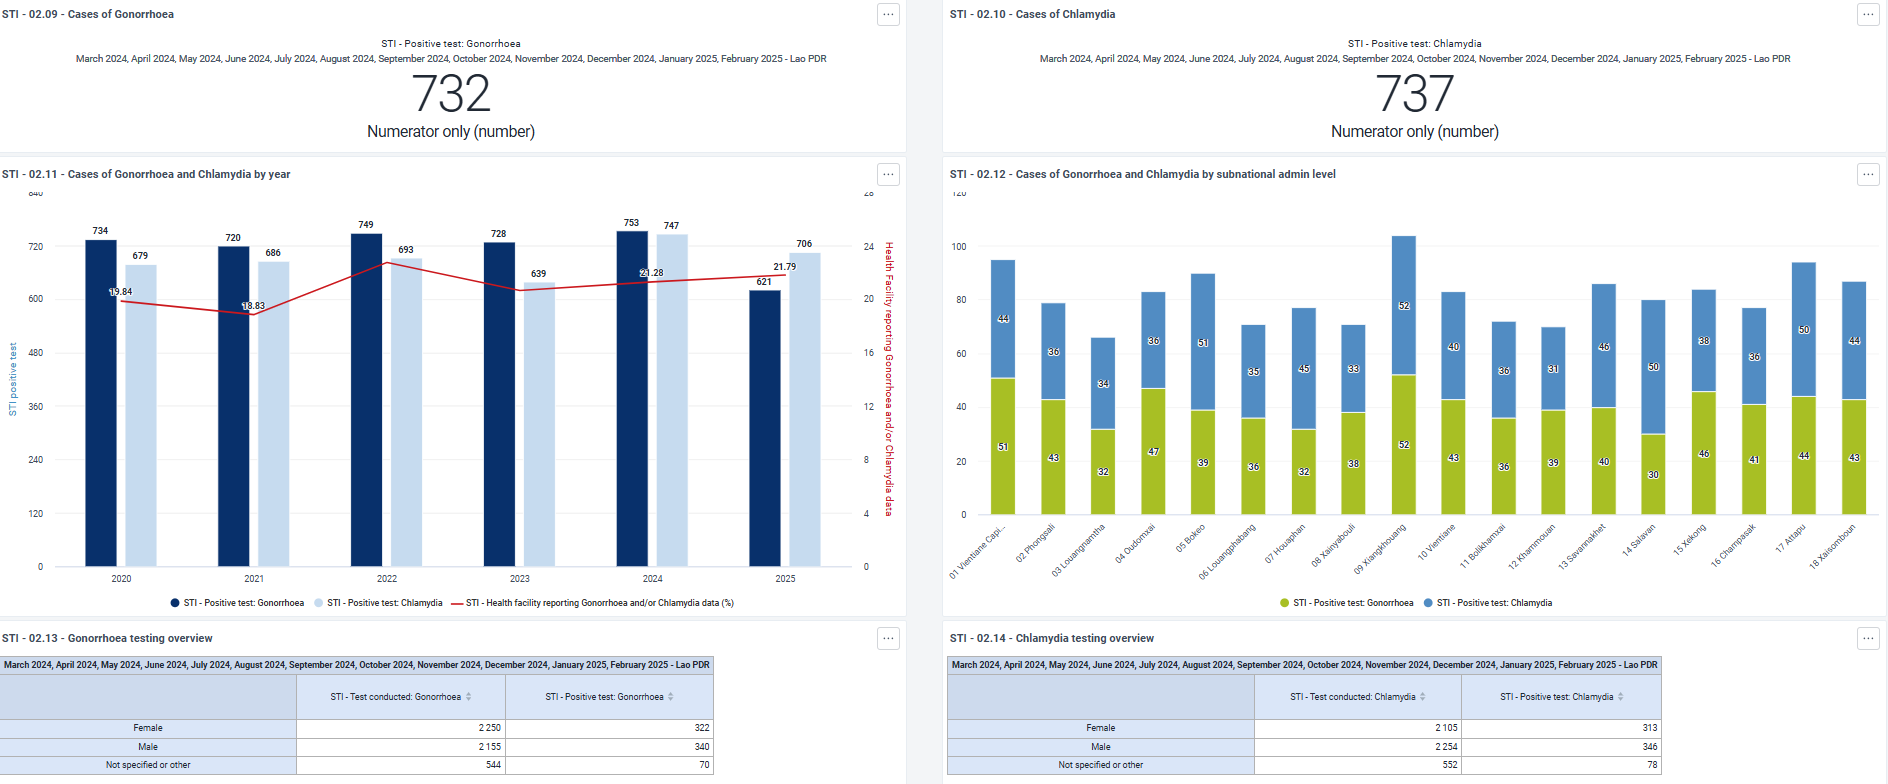 STI - 02.09 - Cases of Gonorrhoea
STI - Positive test: Gonorrhoea
March 2024, April 2024, May 2024, June 2024, July 2024, August 2024, September 2024, October 2024, November 2024, December 2024, January 2025, February 2025 - Lao PDR
732
Numerator only (number)
STI - 02.10 - Cases of Chlamydia
STI - Positive test: Chlamydia
March 2024, April 2024, May 2024, June 2024, July 2024, August 2024, September 2024, October 2024, November 2024, December 2024, January 2025, February 2025 - Lao PDR
737
Numerator only (number)
STI - 02.11 - Cases of Gonorrhoea and Chlamydia by year
840
720
600
480
360
240
120
0
STI positive test
734
679
720
686
749
693
728
639
753
747
621
706
19.84
18.83
21.28
21.79
28
24
20
16
12
8
4
0
Health Facility reporting Gonorrhoea and/or Chlamydia data
2020
2021
2022
2023
2024
2025
STI - Positive test: Gonorrhoea
STI - Positive test: Chlamydia
STI - Health facility reporting Gonorrhoea and/or Chlamydia data (%)
STI - 02.12 - Cases of Gonorrhoea and Chlamydia by subnational admin level
120
100
80
60
40
20
0
44
36
34
36
51
35
45
33
52
40
36
31
46
50
38
36
50
44
51
43
32
47
39
36
32
38
52
43
36
39
40
30
46
41
44
43
01 Vientiane Capi...
02 Phongsali
03 Louangnamtha
04 Oudomxai
05 Bokeo
06 Louangphabang
07 Houaphan
08 Xainyabouli
09 Xiangkhouang
10 Vientiane
11 Bolikhamxai
12 Khammouan
13 Savannakhet
14 Salavan
15 Xekong
16 Champasak
17 Attapu
18 Xaisomboun
STI - Positive test: Gonorrhoea
STI - Positive test: Chlamydia
STI - 02.13 - Gonorrhoea testing overview
March 2024, April 2024, May 2024, June 2024, July 2024, August 2024, September 2024, October 2024, November 2024, December 2024, January 2025, February 2025 - Lao PDR
STI - Test conducted: Gonorrhoea STI - Positive test: Gonorrhoea
Female 2 250 322
Male 2 155 340
Not specified or other 544 70
STI - 02.14 - Chlamydia testing overview
March 2024, April 2024, May 2024, June 2024, July 2024, August 2024, September 2024, October 2024, November 2024, December 2024, January 2025, February 2025 - Lao PDR
STI - Test conducted: Chlamydia STI - Positive test: Chlamydia
Female 2 105 313
Male 2 254 346
Not specified or other 552 78